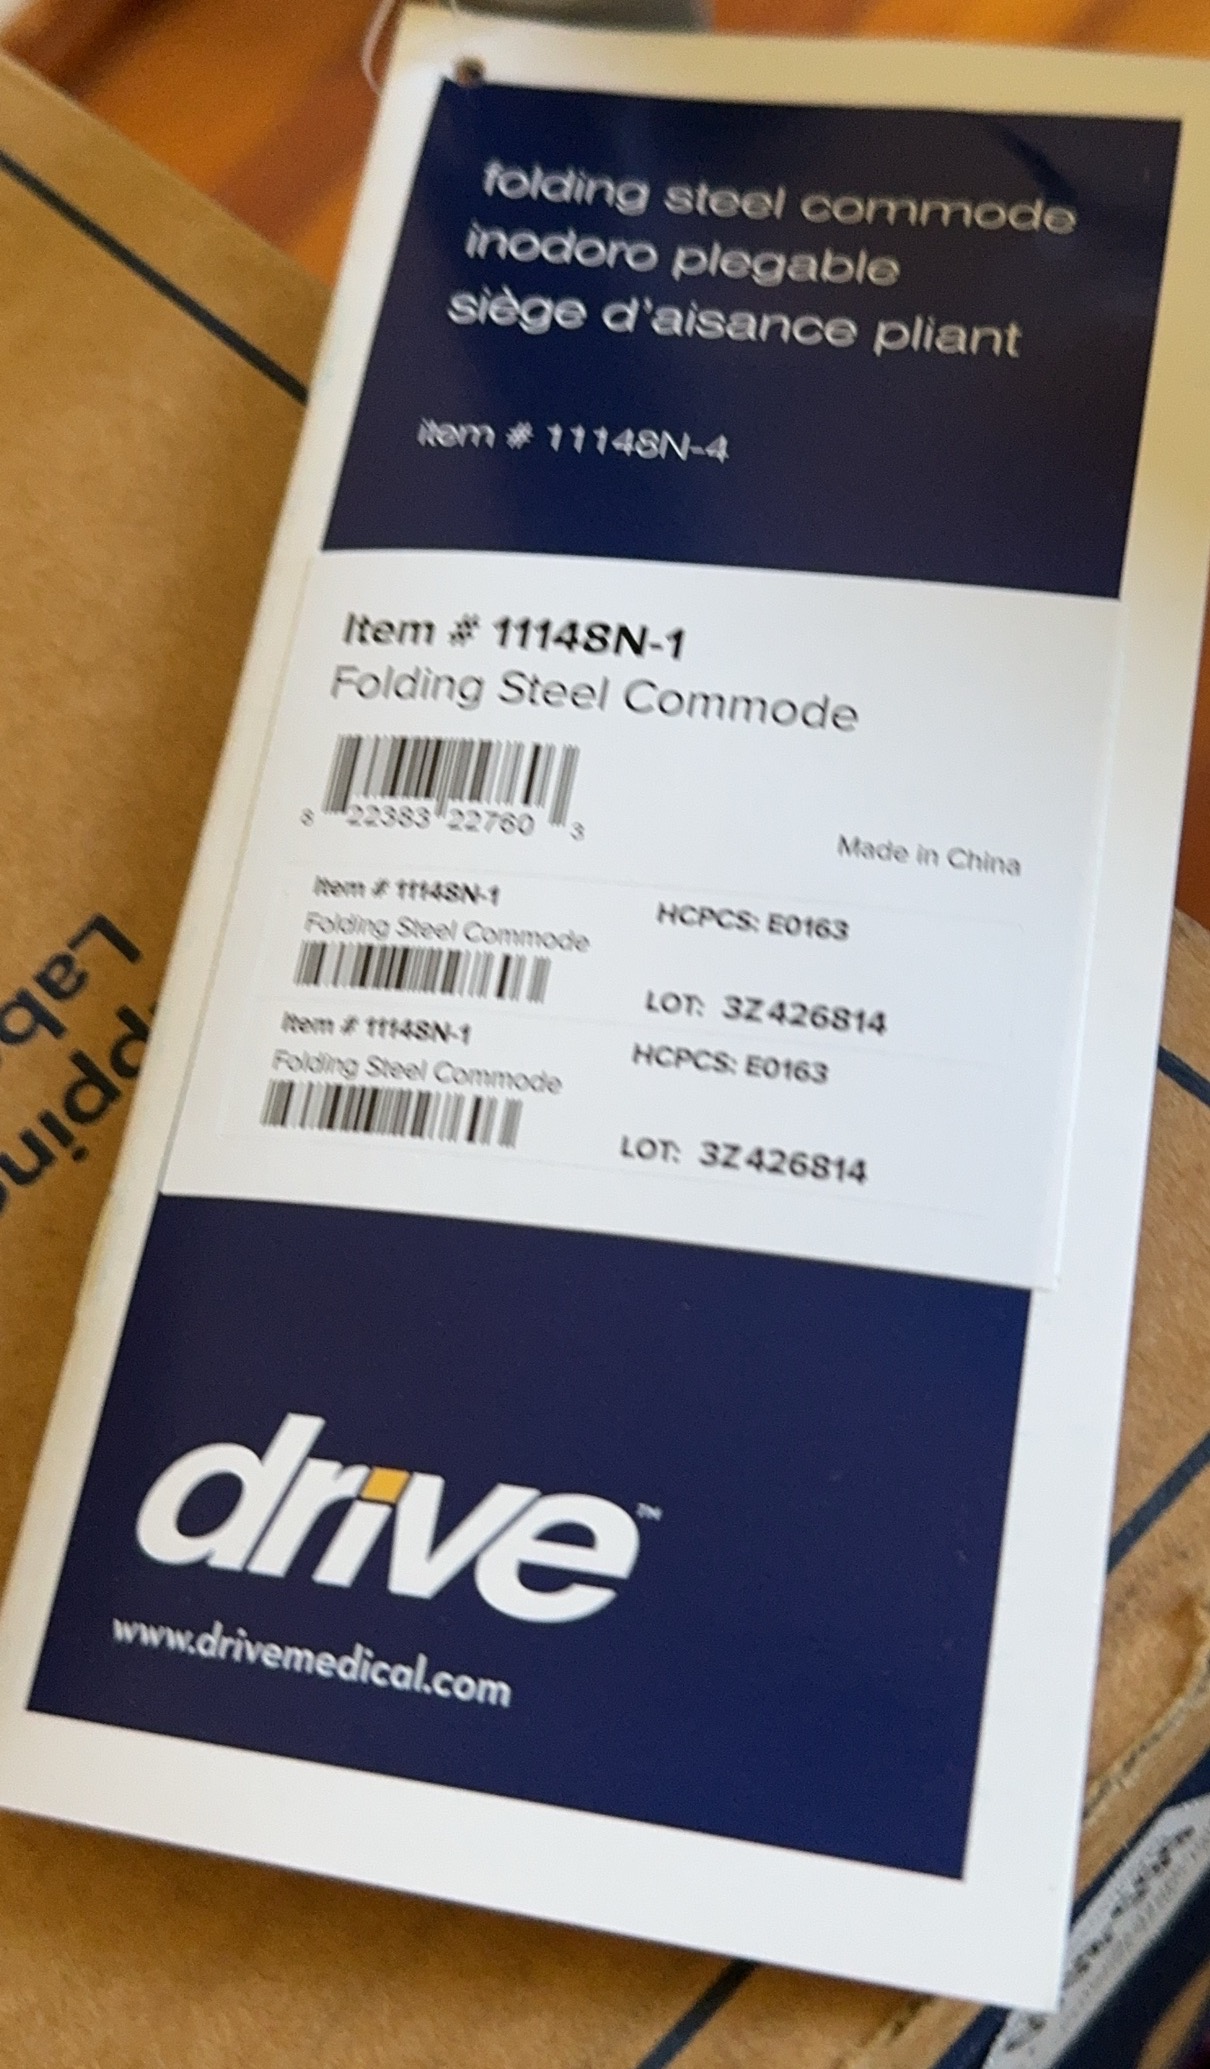 folding steel commode
inodoro plegable
siège d'aisance pliant
item # 11148N-4
Item # 11148N-1
Folding Steel Commode
8 22383 22760 3
Made in China
Item # 11148N-1
Folding Steel Commode
HCPCS: E0163
LOT: 3Z426814
Item # 11148N-1
Folding Steel Commode
HCPCS: E0163
LOT: 3Z426814
drive™
www.drivemedical.com